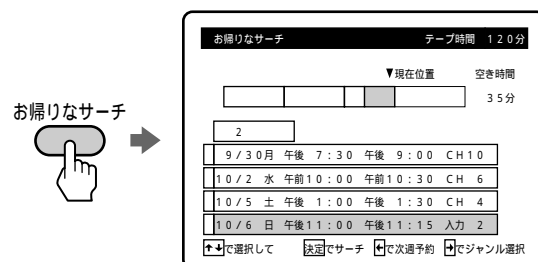 お帰りなサーチ
お帰りなサーチ テープ時間 120分
▼現在位置 空き時間
35分
2
9/30月 午後 7:30 午後 9:00 CH10
10/2 水 午前10:00 午前10:30 CH 6
10/5 土 午後 1:00 午後 1:30 CH 4
10/6 日 午後11:00 午後11:15 入力 2
↑↓で選択して 決定でサーチ ←で次週予約 →でジャンル選択